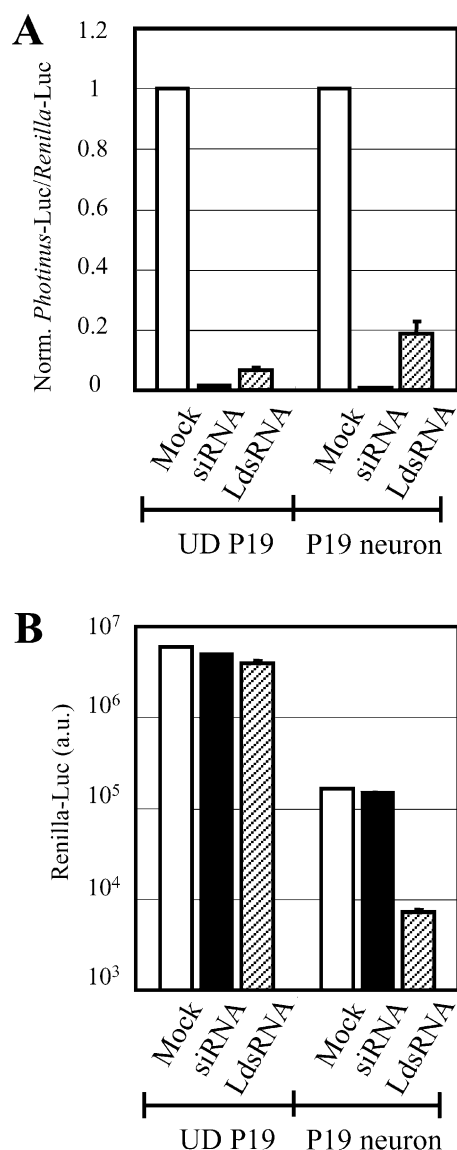 A
Norm. Photinus-Luc/Renilla-Luc
1.2
1
0.8
0.6
0.4
0.2
0
Mock
siRNA
LdsRNA
Mock
siRNA
LdsRNA
UD P19
P19 neuron
B
Renilla-Luc (a.u.)
10⁷
10⁶
10⁵
10⁴
10³
Mock
siRNA
LdsRNA
Mock
siRNA
LdsRNA
UD P19
P19 neuron